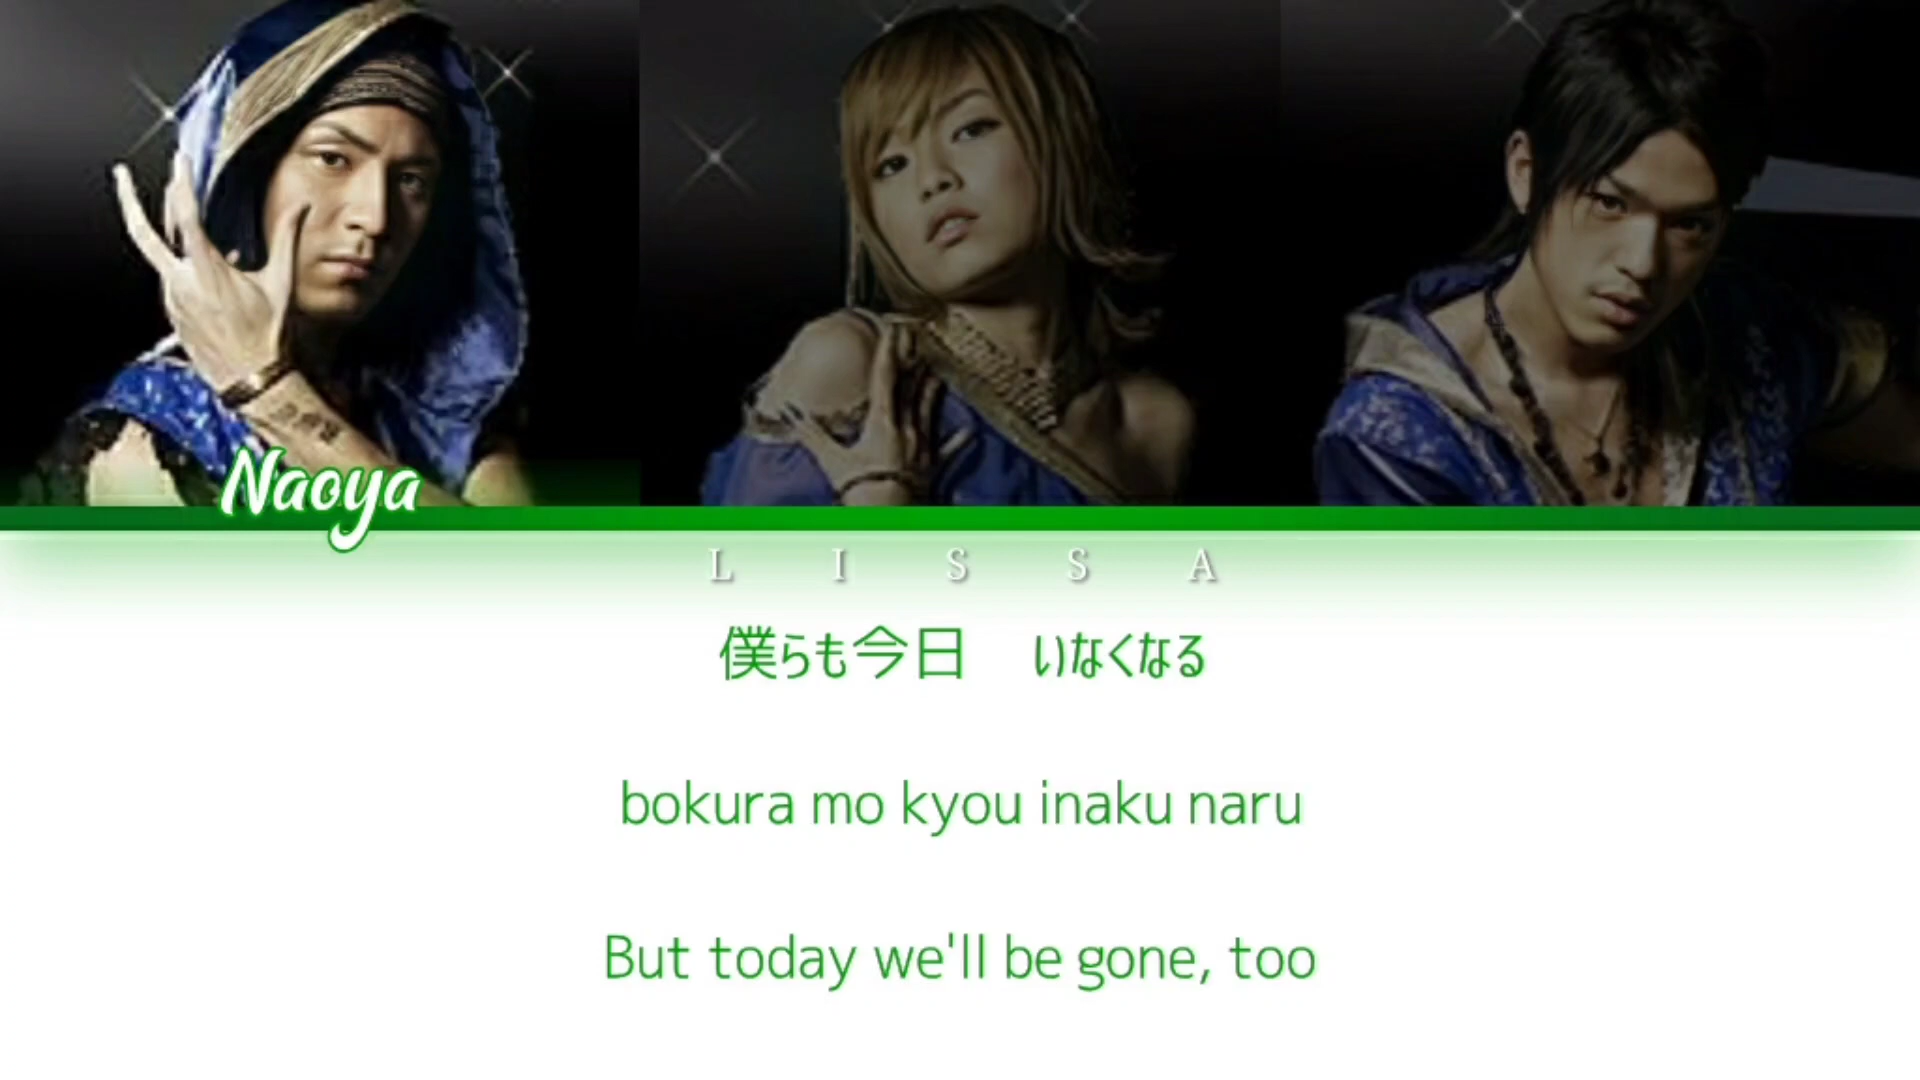 Naoya
LISSA
僕らも今日　いなくなる
bokura mo kyou inaku naru
But today we'll be gone, too